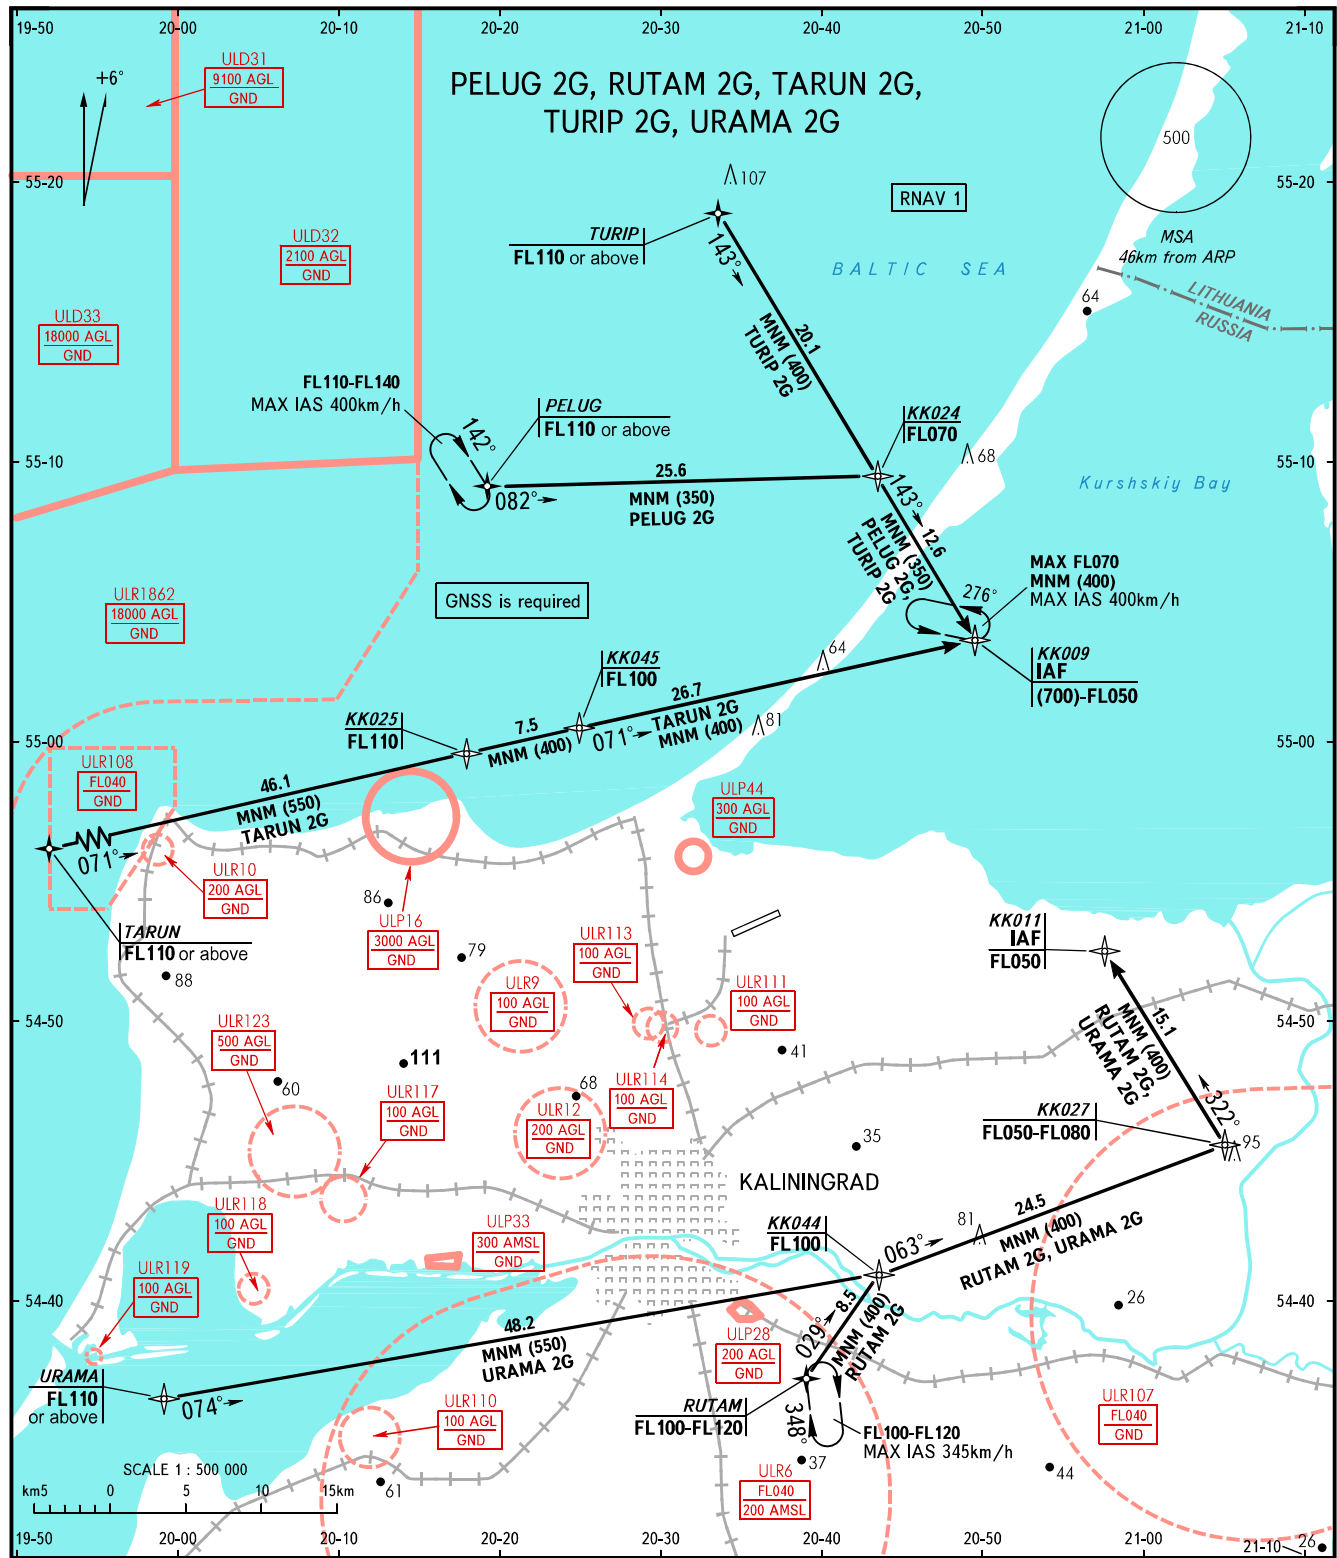 19-50
20-00
20-10
20-20
20-30
20-40
20-50
21-00
21-10
+6°
ULD31
9100 AGL
GND
PELUG 2G, RUTAM 2G, TARUN 2G,
TURIP 2G, URAMA 2G
500
55-20
55-20
107
RNAV 1
MSA
46km from ARP
ULD32
2100 AGL
GND
TURIP
FL110 or above
143°
BALTIC SEA
64
LITHUANIA
RUSSIA
ULD33
18000 AGL
GND
20.1
MNM (400)
TURIP 2G
FL110-FL140
MAX IAS 400km/h
142°
PELUG
FL110 or above
KK024
FL070
68
55-10
55-10
25.6
082°
MNM (350)
PELUG 2G
143°
Kurshskiy Bay
12.6
MNM (350)
PELUG 2G,
TURIP 2G
MAX FL070
MNM (400)
MAX IAS 400km/h
276°
ULR1862
18000 AGL
GND
GNSS is required
64
KK009
IAF
(700)-FL050
KK045
FL100
26.7
TARUN 2G
MNM (400)
071°
81
KK025
FL110
7.5
MNM (400)
55-00
55-00
ULR108
FL040
GND
46.1
MNM (550)
TARUN 2G
071°
ULP44
300 AGL
GND
ULR10
200 AGL
GND
86
ULP16
3000 AGL
GND
TARUN
FL110 or above
88
79
ULR113
100 AGL
GND
KK011
IAF
FL050
ULR9
100 AGL
GND
ULR111
100 AGL
GND
54-50
54-50
ULR123
500 AGL
GND
111
41
15.1
MNM (400)
RUTAM 2G,
URAMA 2G
60
ULR117
100 AGL
GND
68
ULR114
100 AGL
GND
ULR12
200 AGL
GND
35
KK027
FL050-FL080
322°
95
KALININGRAD
ULR118
100 AGL
GND
ULP33
300 AMSL
GND
KK044
FL100
063°
81
24.5
MNM (400)
RUTAM 2G, URAMA 2G
ULR119
100 AGL
GND
54-40
54-40
26
48.2
MNM (550)
URAMA 2G
029°
8.5
MNM (400)
RUTAM 2G
ULP28
200 AGL
GND
URAMA
FL110
or above
074°
ULR110
100 AGL
GND
RUTAM
FL100-FL120
348°
FL100-FL120
MAX IAS 345km/h
ULR107
FL040
GND
SCALE 1 : 500 000
km5
0
5
10
15km
61
37
ULR6
FL040
200 AMSL
44
19-50
20-00
20-10
20-20
20-30
20-40
20-50
21-00
21-10
26